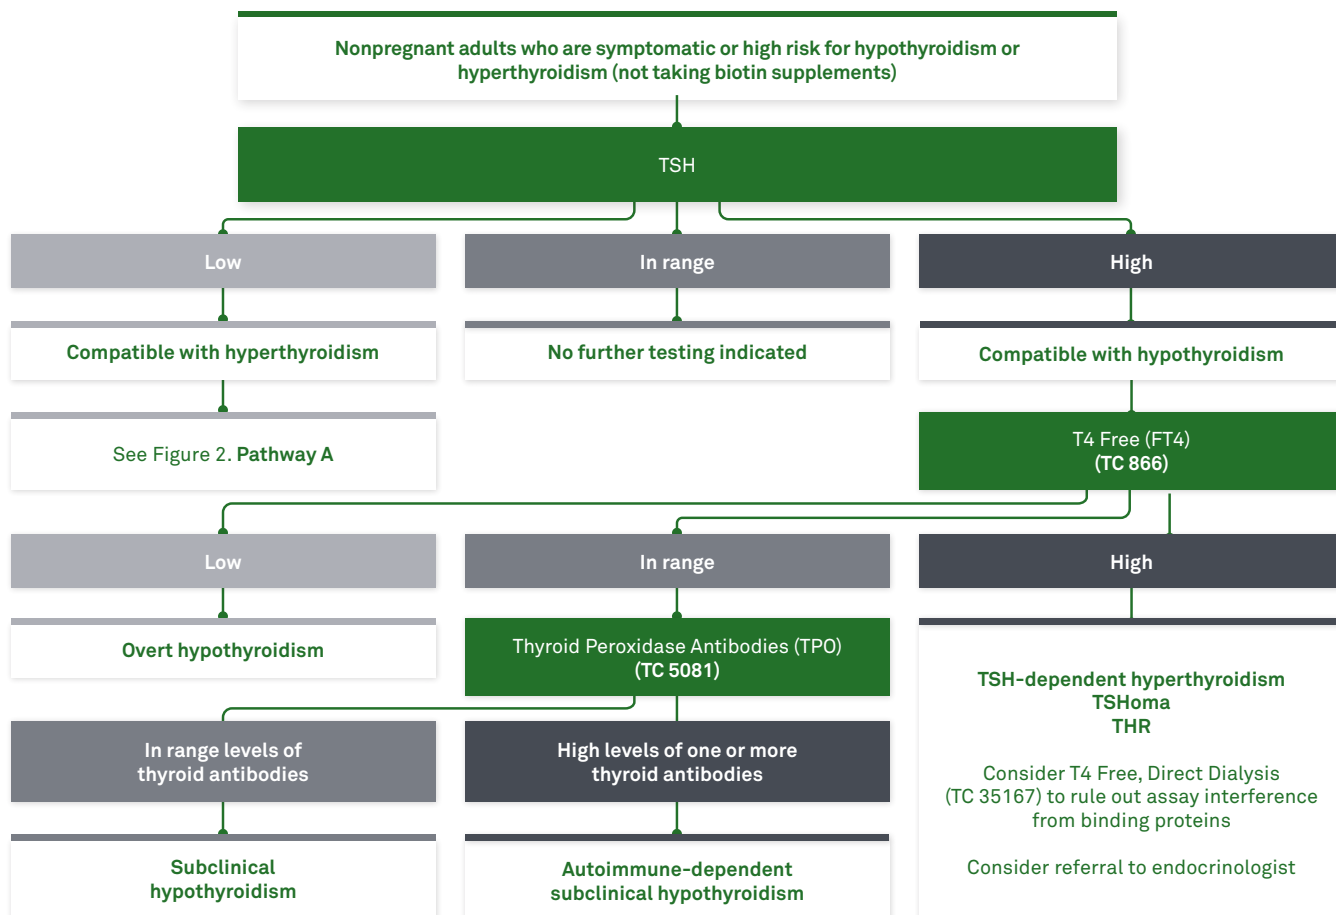 Nonpregnant adults who are symptomatic or high risk for hypothyroidism or
hyperthyroidism (not taking biotin supplements)
TSH
Low
In range
High
Compatible with hyperthyroidism
No further testing indicated
Compatible with hypothyroidism
See Figure 2. Pathway A
T4 Free (FT4)
(TC 866)
Low
In range
High
Overt hypothyroidism
Thyroid Peroxidase Antibodies (TPO)
(TC 5081)
TSH-dependent hyperthyroidism
TSHoma
THR
Consider T4 Free, Direct Dialysis
(TC 35167) to rule out assay interference
from binding proteins
Consider referral to endocrinologist
In range levels of
thyroid antibodies
High levels of one or more
thyroid antibodies
Subclinical
hypothyroidism
Autoimmune-dependent
subclinical hypothyroidism